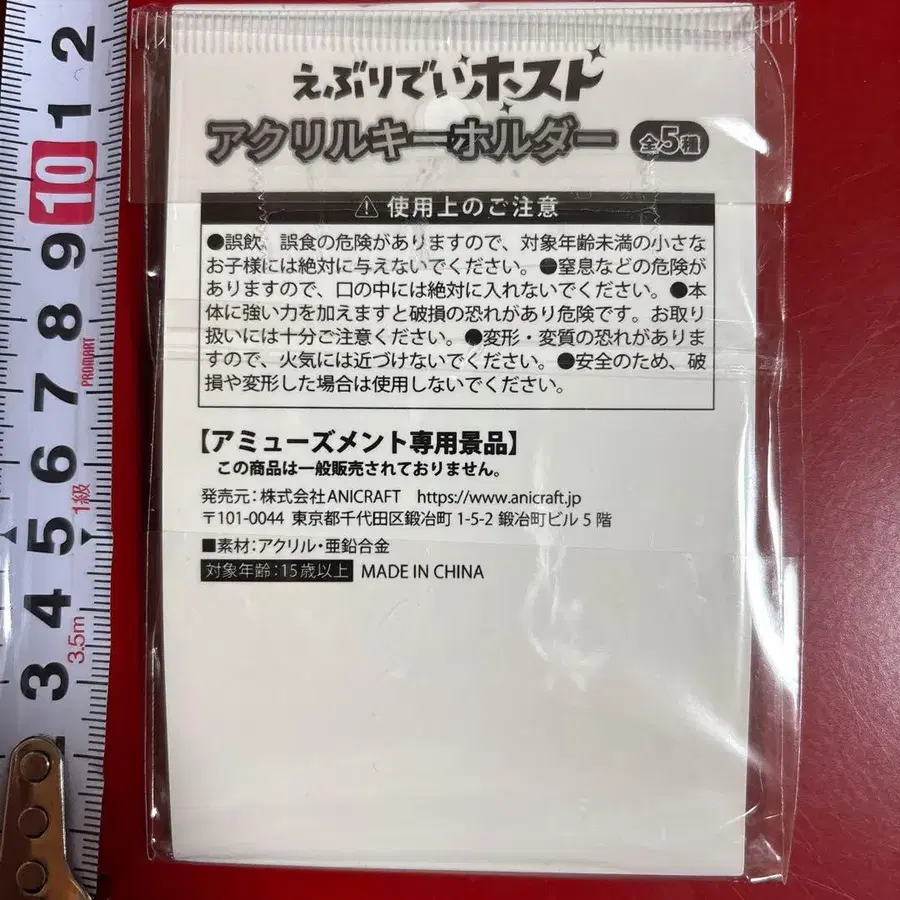 えぶりでいホスト
アクリルキーホルダー 全5種
⚠ 使用上のご注意
●誤飲、誤食の危険がありますので、対象年齢未満の小さな
お子様には絶対に与えないでください。●窒息などの危険が
ありますので、口の中には絶対に入れないでください。●本
体に強い力を加えますと破損の恐れがあり危険です。お取り
扱いには十分ご注意ください。●変形・変質の恐れがありま
すので、火気には近づけないでください。●安全のため、破
損や変形した場合は使用しないでください。
【アミューズメント専用景品】
この商品は一般販売されておりません。
発売元：株式会社ANICRAFT https://www.anicraft.jp
〒101-0044 東京都千代田区鍛冶町 1-5-2 鍛冶町ビル 5 階
■素材：アクリル・亜鉛合金
対象年齢：15歳以上 MADE IN CHINA
2
1
10
9
8
PROMART
7
6
1級
5
4
3.5m
3